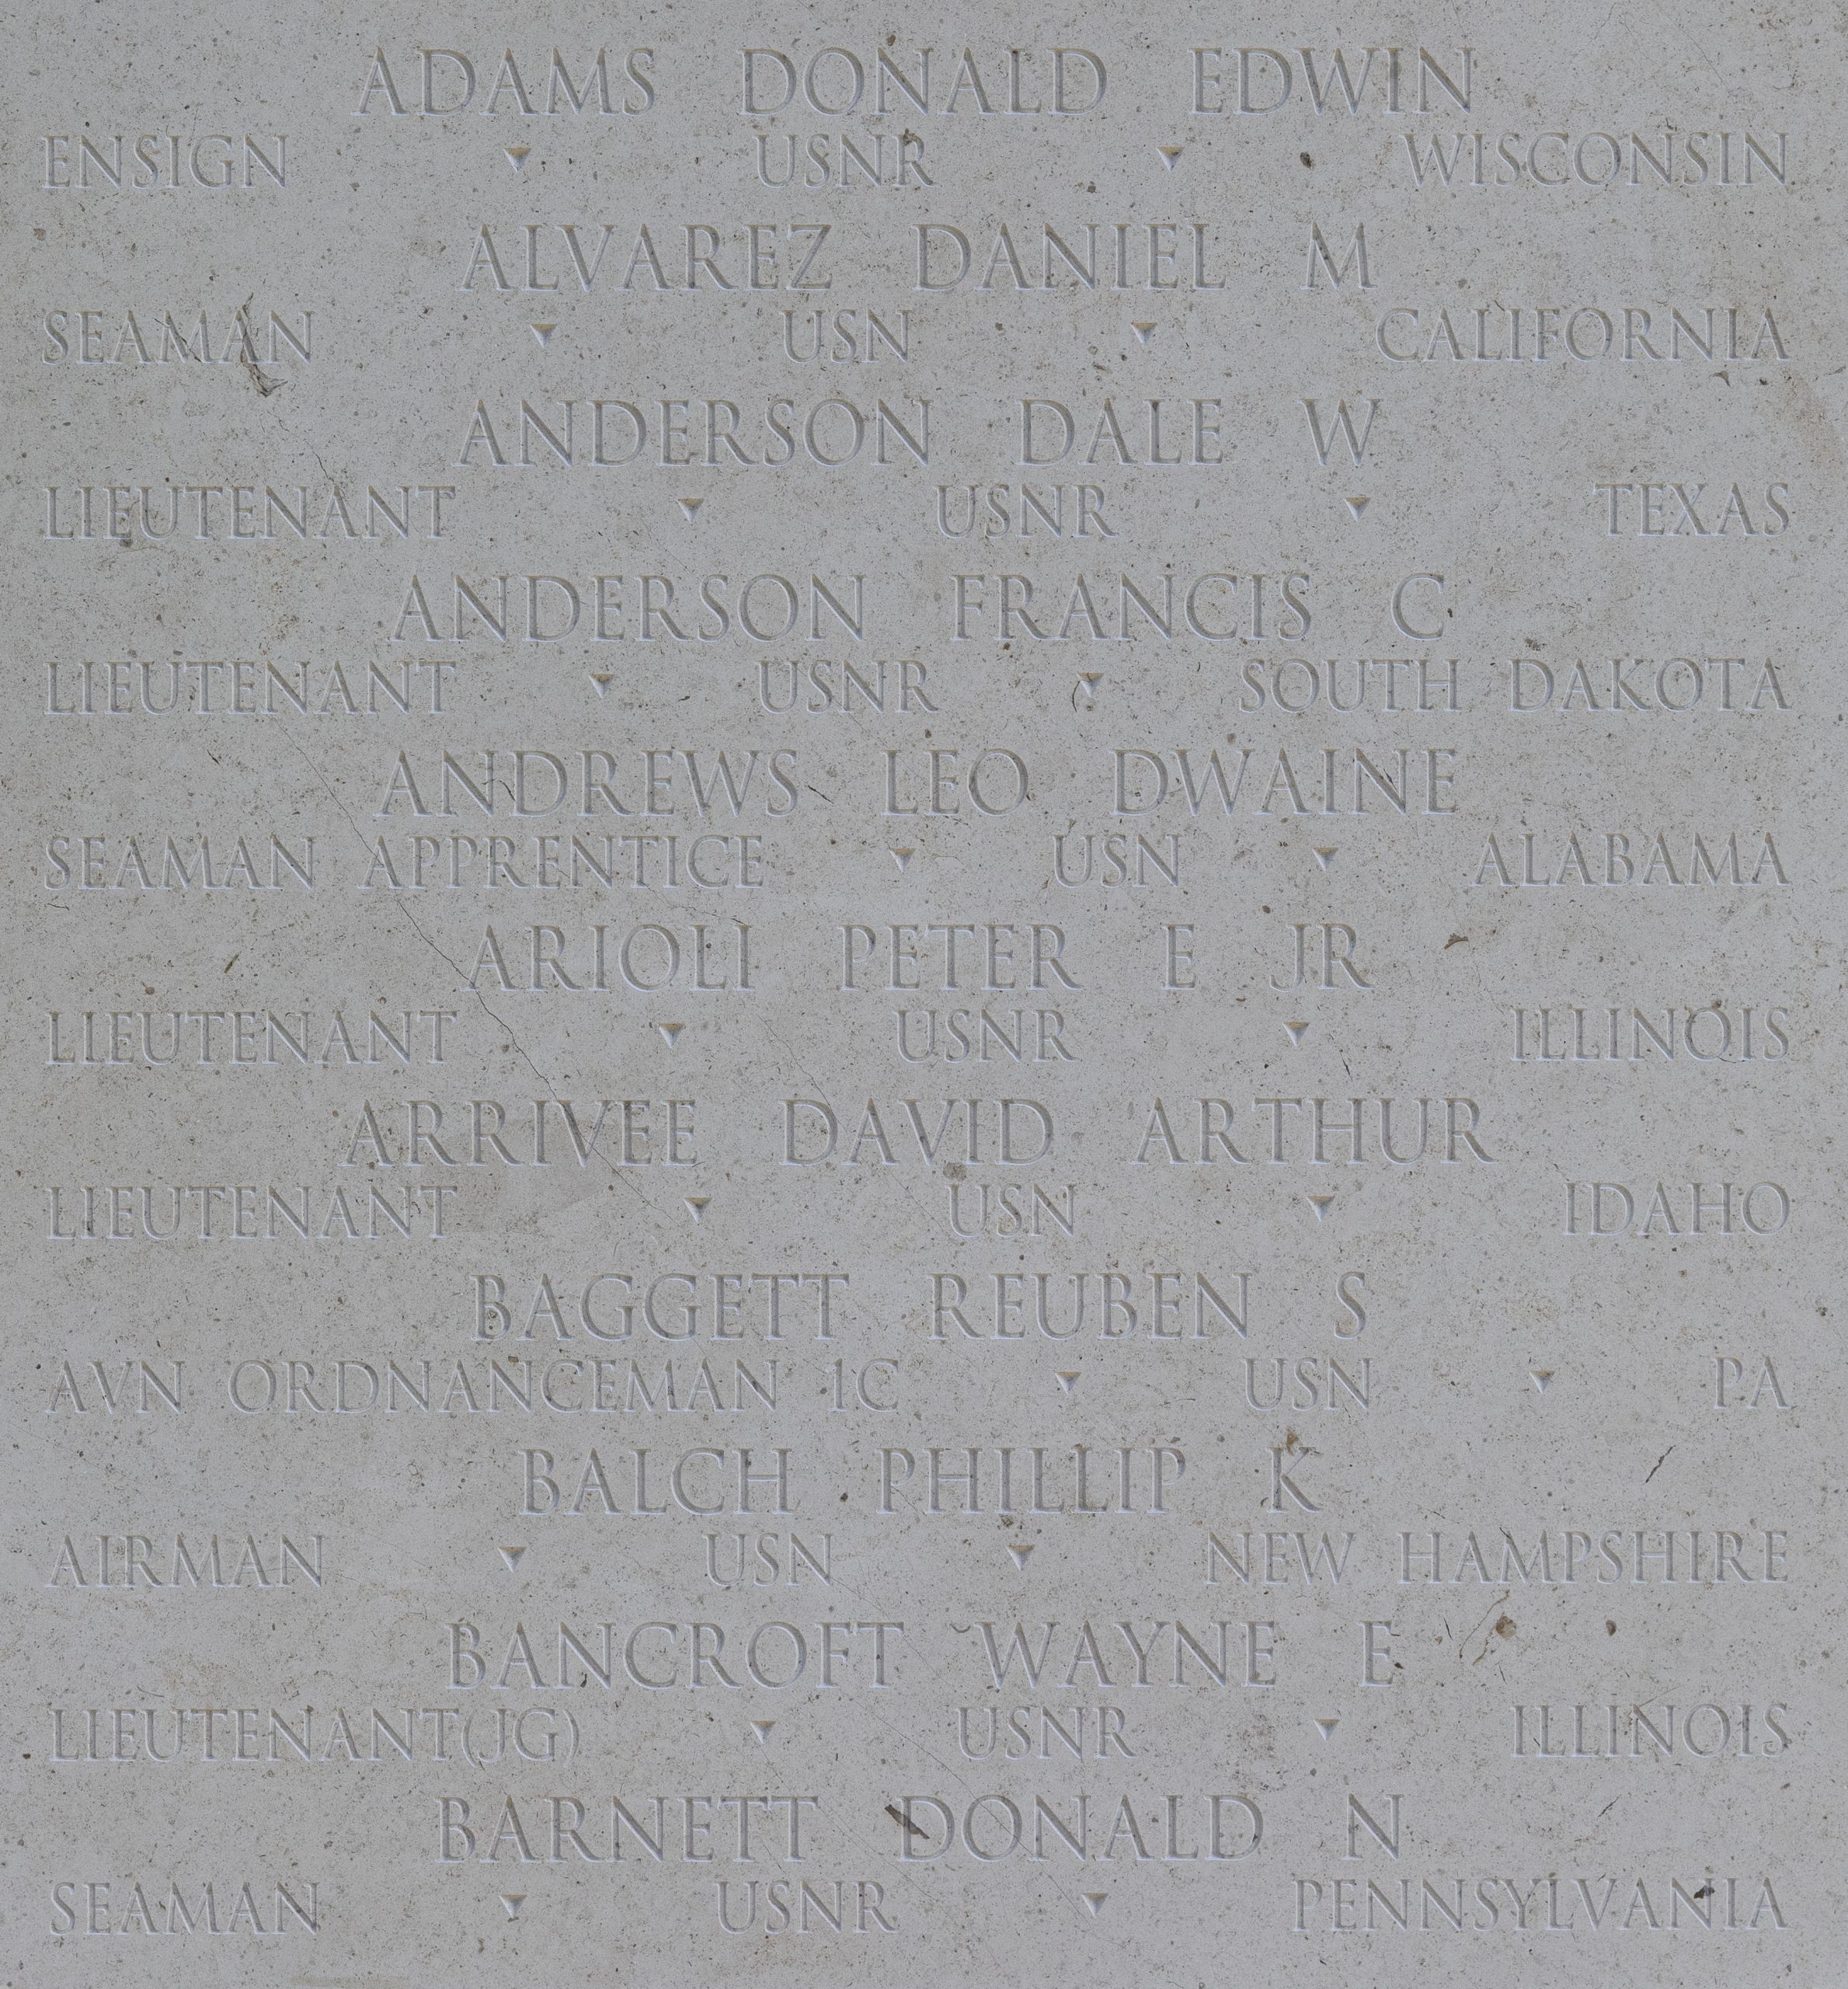 ADAMS DONALD EDWIN
ENSIGN ▾ USNR ▾ WISCONSIN
ALVAREZ DANIEL M
SEAMAN ▾ USN ▾ CALIFORNIA
ANDERSON DALE W
LIEUTENANT ▾ USNR ▾ TEXAS
ANDERSON FRANCIS C
LIEUTENANT ▾ USNR ▾ SOUTH DAKOTA
ANDREWS LEO DWAINE
SEAMAN APPRENTICE ▾ USN ▾ ALABAMA
ARIOLI PETER E JR
LIEUTENANT ▾ USNR ▾ ILLINOIS
ARRIVEE DAVID ARTHUR
LIEUTENANT ▾ USN ▾ IDAHO
BAGGETT REUBEN S
AVN ORDNANCEMAN 1C ▾ USN ▾ PA
BALCH PHILLIP K
AIRMAN ▾ USN ▾ NEW HAMPSHIRE
BANCROFT WAYNE E
LIEUTENANT(JG) ▾ USNR ▾ ILLINOIS
BARNETT DONALD N
SEAMAN ▾ USNR ▾ PENNSYLVANIA